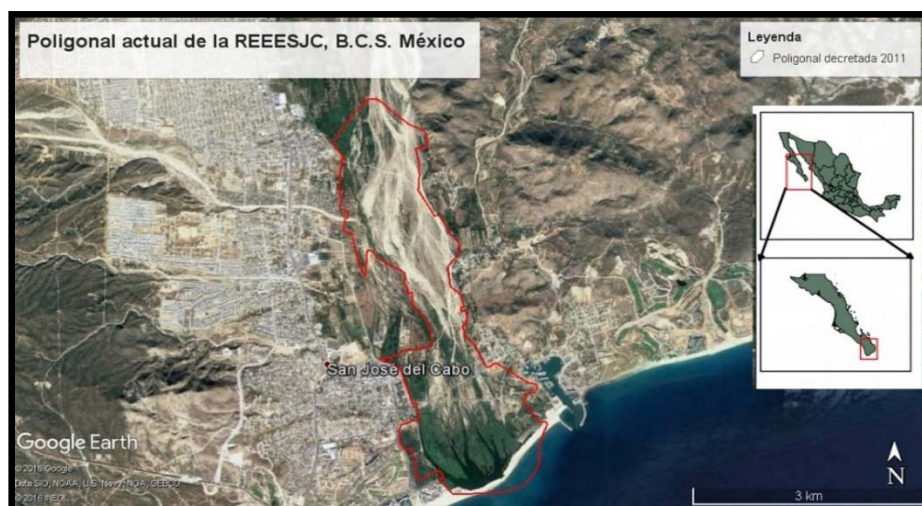 Poligonal actual de la REEESJC, B.C.S. México
Leyenda
Poligonal decretada 2011
San José del Cabo
Google Earth
© 2016 Google
Data SIO, NOAA, U.S. Navy, NGA, GEBCO
© 2016 INEGI
N
3 km